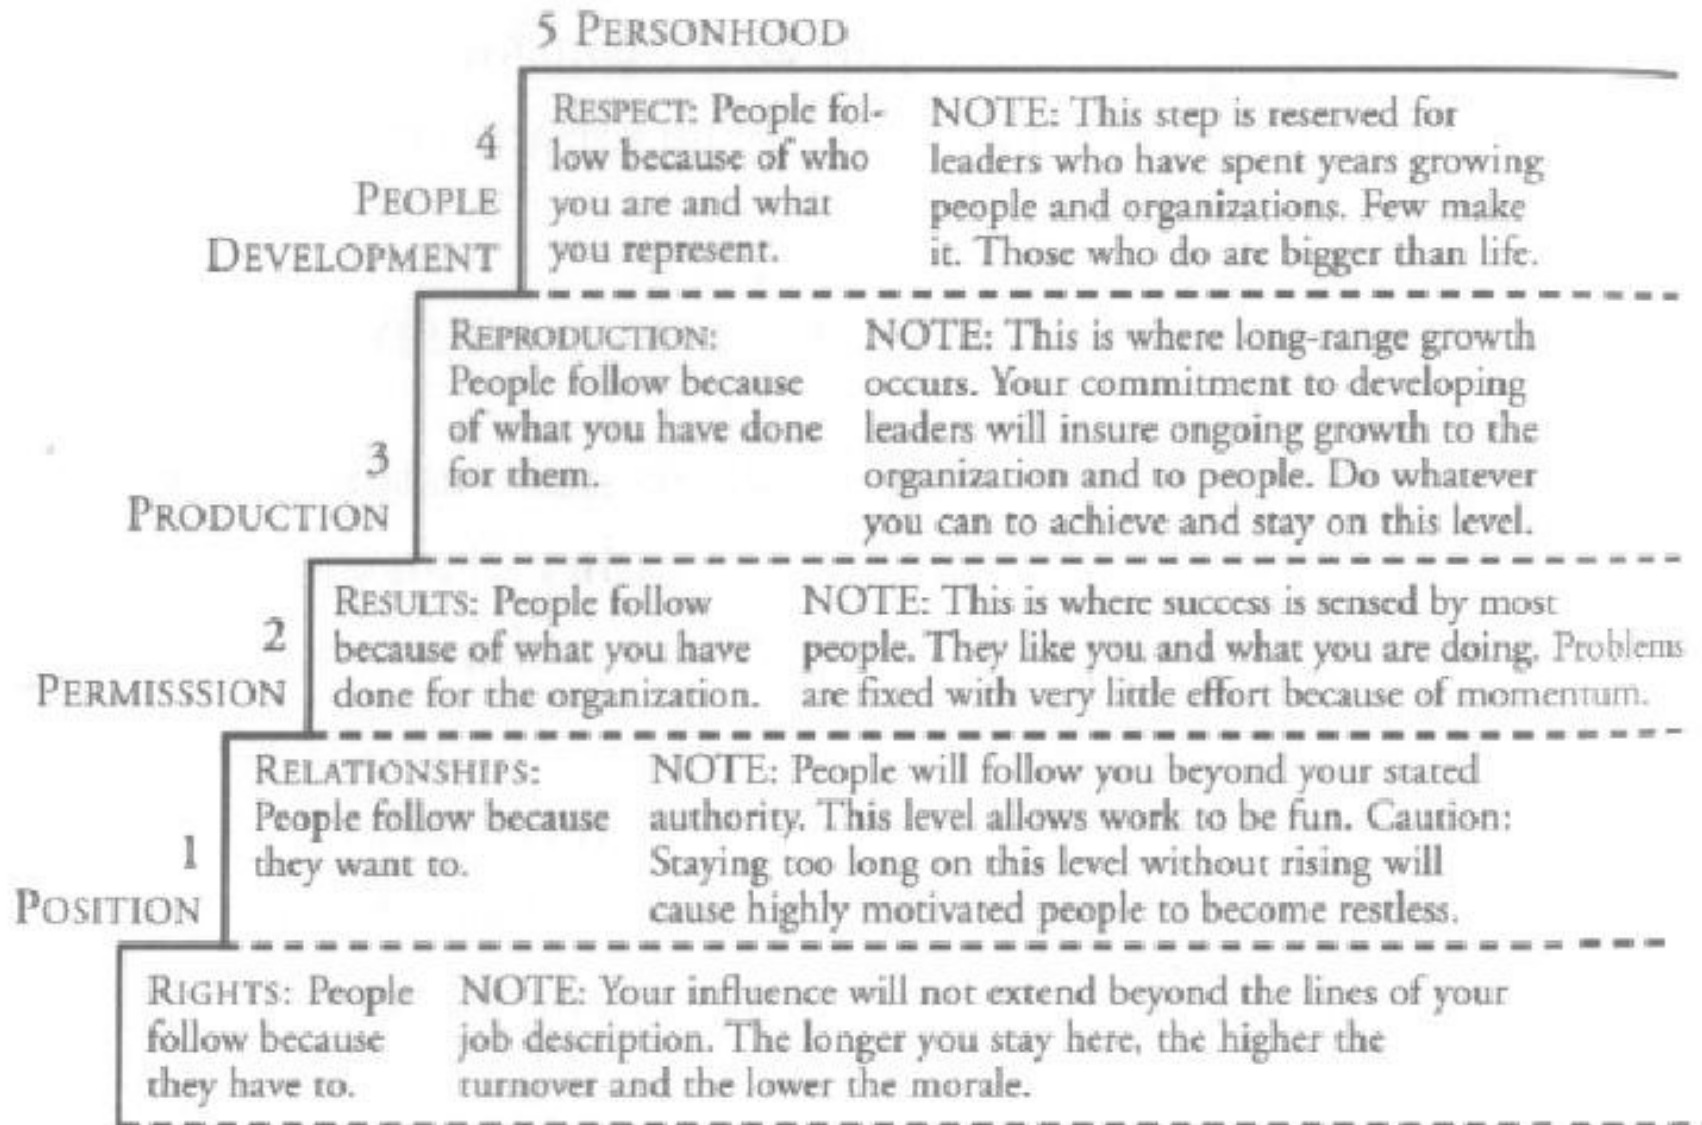 5 PERSONHOOD
4
PEOPLE
DEVELOPMENT
RESPECT: People fol-
low because of who
you are and what
you represent.
NOTE: This step is reserved for
leaders who have spent years growing
people and organizations. Few make
it. Those who do are bigger than life.
3
PRODUCTION
REPRODUCTION:
People follow because
of what you have done
for them.
NOTE: This is where long-range growth
occurs. Your commitment to developing
leaders will insure ongoing growth to the
organization and to people. Do whatever
you can to achieve and stay on this level.
2
PERMISSSION
RESULTS: People follow
because of what you have
done for the organization.
NOTE: This is where success is sensed by most
people. They like you and what you are doing. Problems
are fixed with very little effort because of momentum.
1
POSITION
RELATIONSHIPS:
People follow because
they want to.
NOTE: People will follow you beyond your stated
authority. This level allows work to be fun. Caution:
Staying too long on this level without rising will
cause highly motivated people to become restless.
RIGHTS: People
follow because
they have to.
NOTE: Your influence will not extend beyond the lines of your
job description. The longer you stay here, the higher the
turnover and the lower the morale.